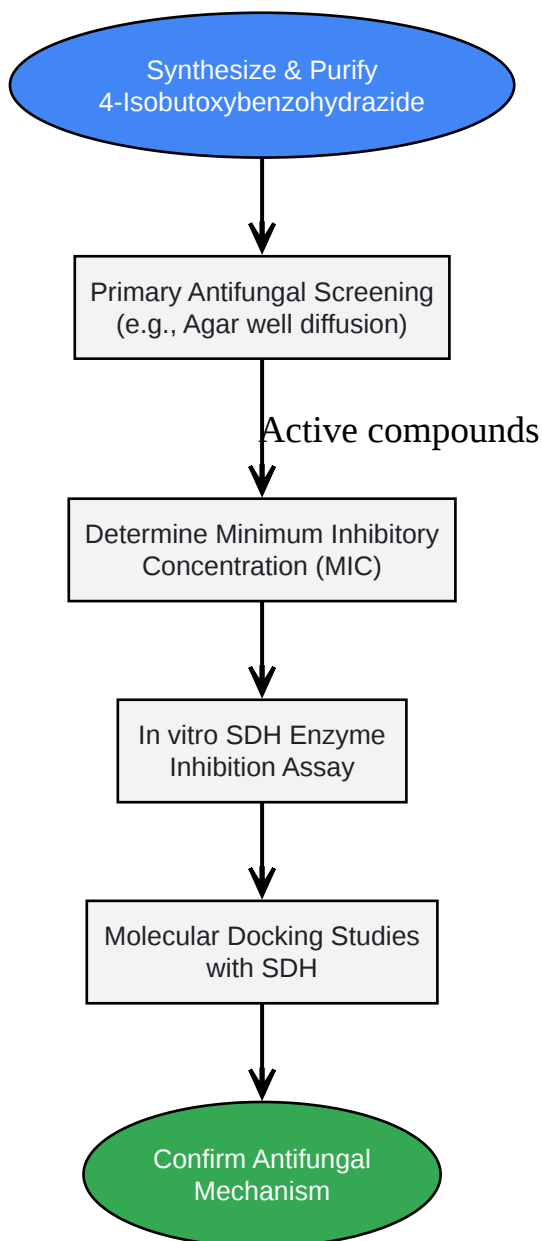 Synthesize & Purify
4-Isobutoxybenzohydrazide
Primary Antifungal Screening
(e.g., Agar well diffusion)
Active compounds
Determine Minimum Inhibitory
Concentration (MIC)
In vitro SDH Enzyme
Inhibition Assay
Molecular Docking Studies
with SDH
Confirm Antifungal
Mechanism